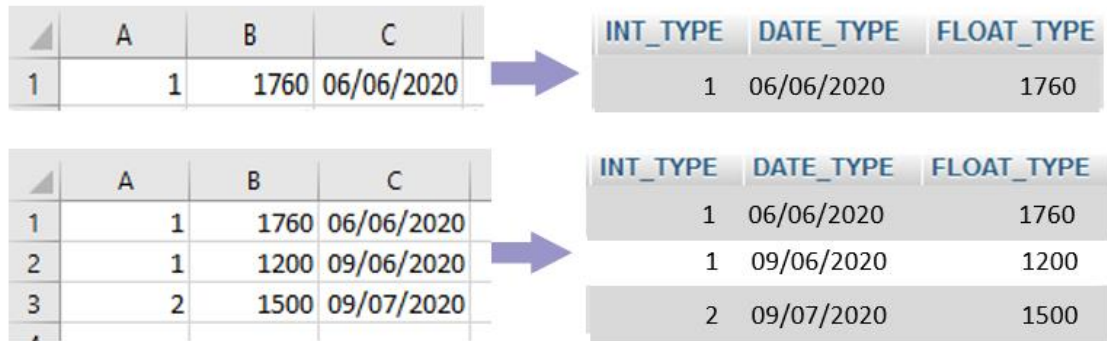 A B C
1 1 1760 06/06/2020
INT_TYPE DATE_TYPE FLOAT_TYPE
1 06/06/2020 1760
A B C
1 1 1760 06/06/2020
2 1 1200 09/06/2020
3 2 1500 09/07/2020
INT_TYPE DATE_TYPE FLOAT_TYPE
1 06/06/2020 1760
1 09/06/2020 1200
2 09/07/2020 1500